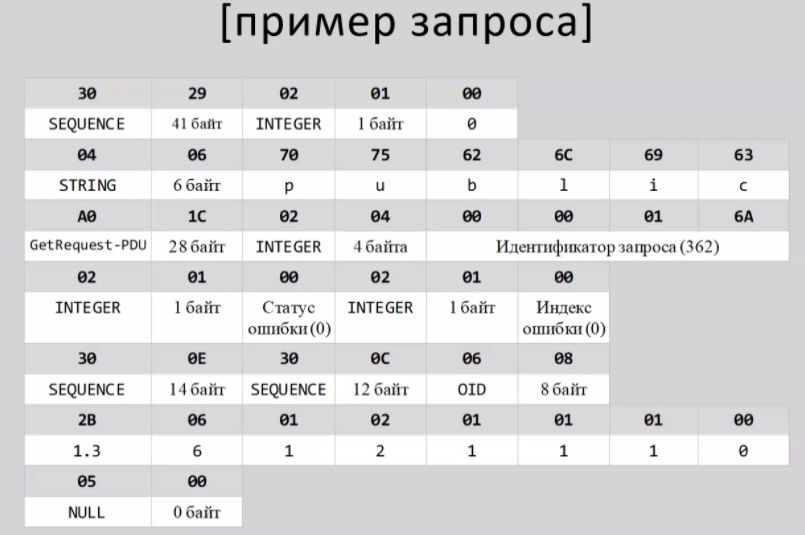 [пример запроса]
30 29 02 01 00
SEQUENCE 41 байт INTEGER 1 байт 0
04 06 70 75 62 6C 69 63
STRING 6 байт p u b l i c
A0 1C 02 04 00 00 01 6A
GetRequest-PDU 28 байт INTEGER 4 байта Идентификатор запроса (362)
02 01 00 02 01 00
INTEGER 1 байт Статус ошибки (0) INTEGER 1 байт Индекс ошибки (0)
30 0E 30 0C 06 08
SEQUENCE 14 байт SEQUENCE 12 байт OID 8 байт
2B 06 01 02 01 01 01 00
1.3 6 1 2 1 1 1 0
05 00
NULL 0 байт